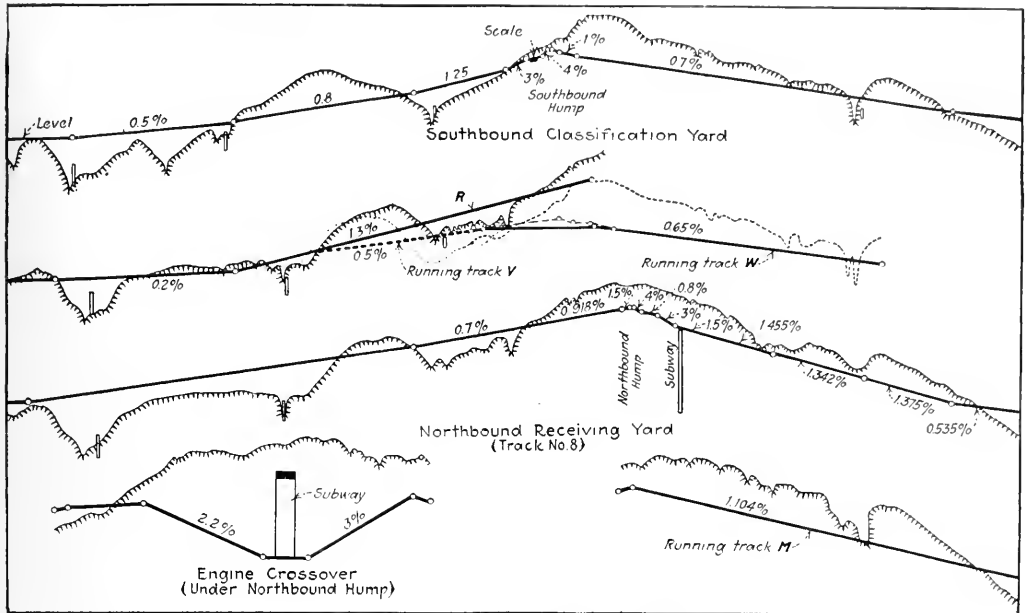 Scale
1%
4%
3%
Southbound
Hump
0.7%
1.25
0.8
0.5%
Level
Southbound Classification Yard
R
1.3%
0.5%
Running track V
0.2%
0.65%
Running track W
0.7%
0.918%
1.5%
4%
0.8%
3%
1.5%
1.455%
Northbound
Hump
Subway
1.342%
1.375%
0.535%
Northbound Receiving Yard
(Track No.8)
2.2%
Subway
3%
Engine Crossover
(Under Northbound Hump)
1.104%
Running track M